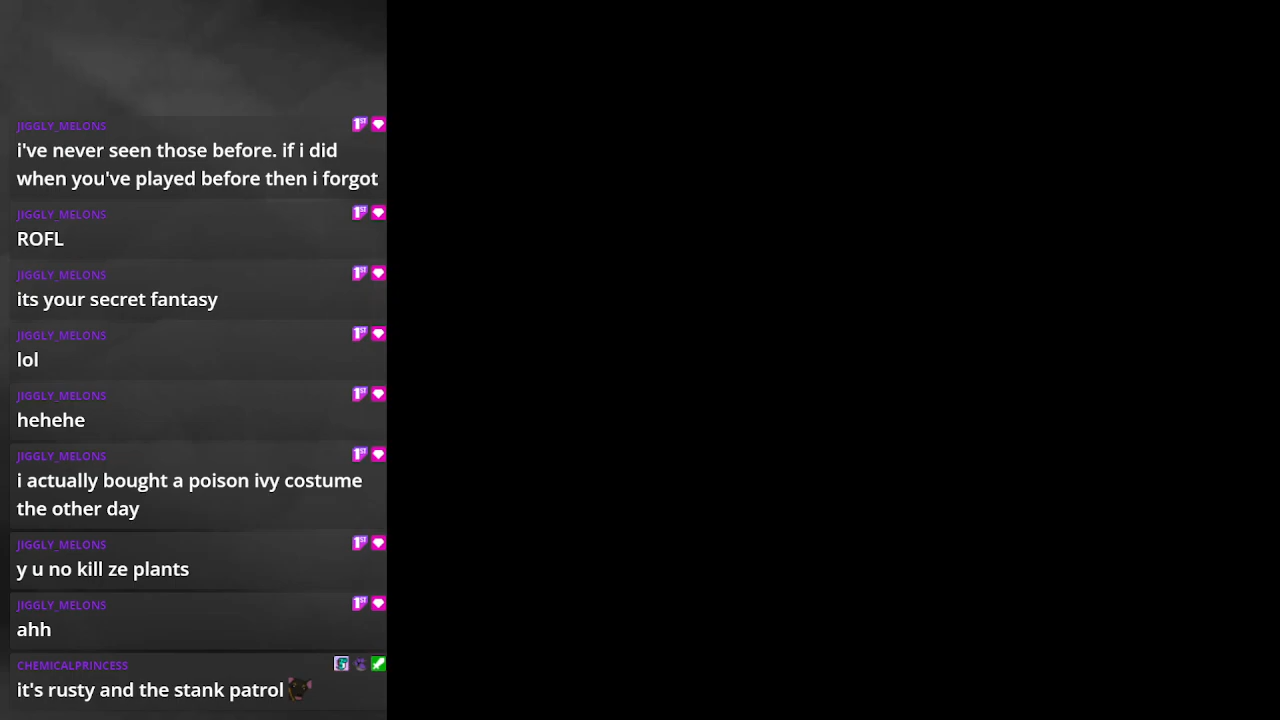 JIGGLY_MELONS
i've never seen those before. if i did
when you've played before then i forgot
JIGGLY_MELONS
ROFL
JIGGLY_MELONS
its your secret fantasy
JIGGLY_MELONS
lol
JIGGLY_MELONS
hehehe
JIGGLY_MELONS
i actually bought a poison ivy costume
the other day
JIGGLY_MELONS
y u no kill ze plants
JIGGLY_MELONS
ahh
CHEMICALPRINCESS
it's rusty and the stank patrol